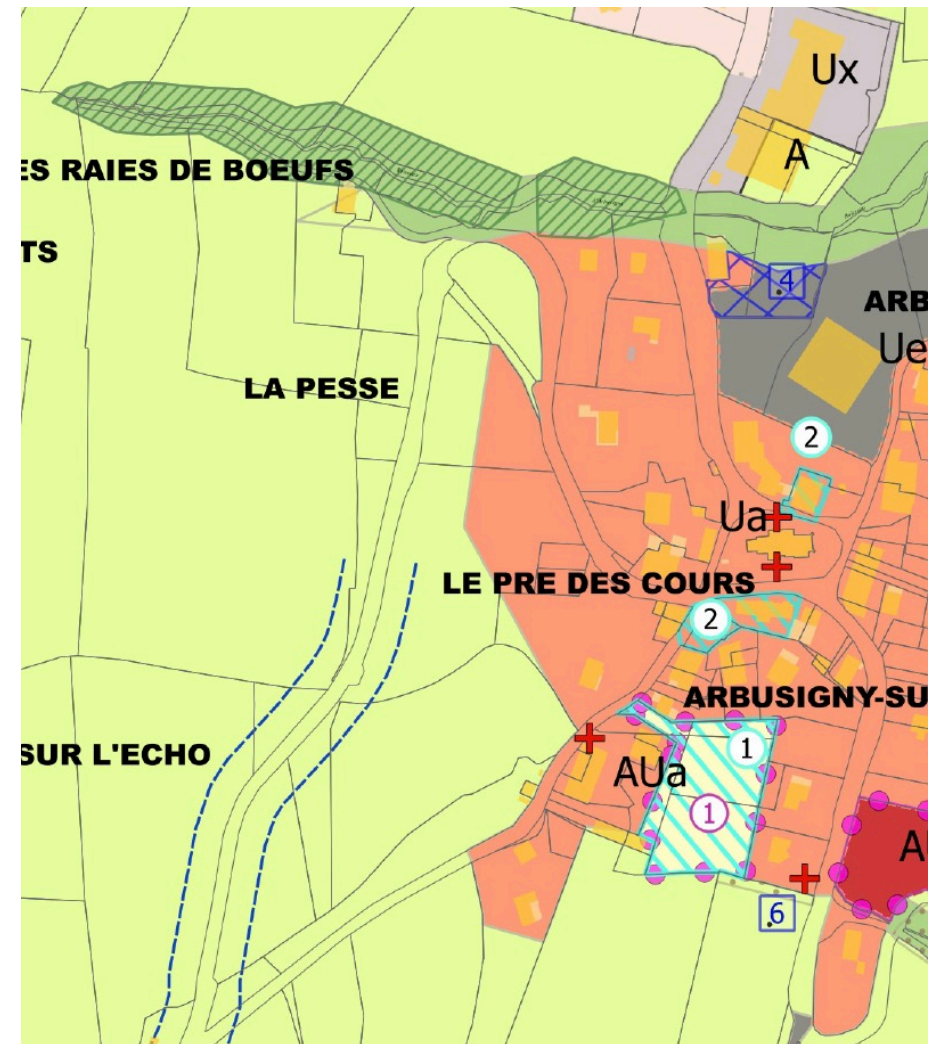 Ux
A
ES RAIES DE BOEUFS
TS
4
ARB
Ue
LA PESSE
2
Ua
LE PRE DES COURS
2
ARBUSIGNY-SU
SUR L'ECHO
1
AUa
1
AU
6